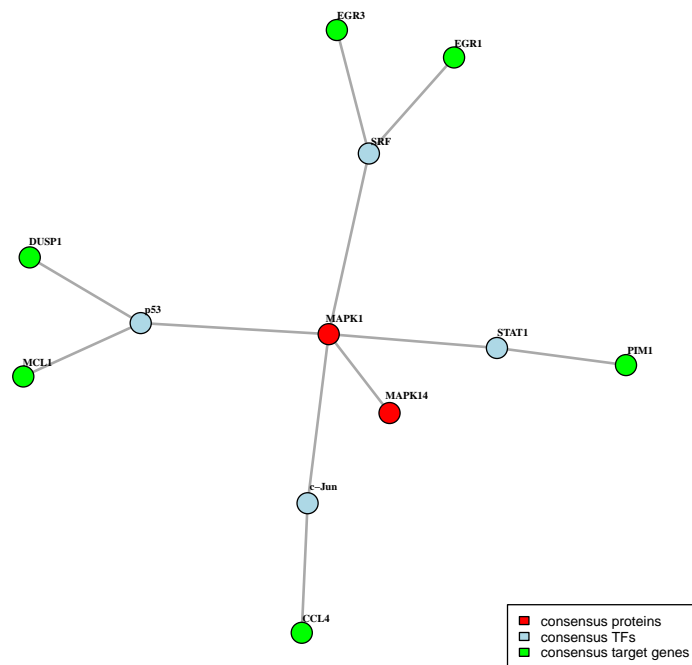 EGR3
EGR1
SRF
DUSP1
p53
MAPK1
STAT1
PIM1
MCL1
MAPK14
c−Jun
CCL4
consensus proteins
consensus TFs
consensus target genes